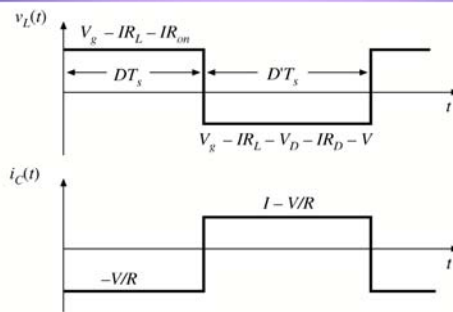 v_L(t)
V_g – IR_L – IR_on
DT_s
D'T_s
t
V_g – IR_L – V_D – IR_D – V
i_C(t)
I – V/R
t
–V/R